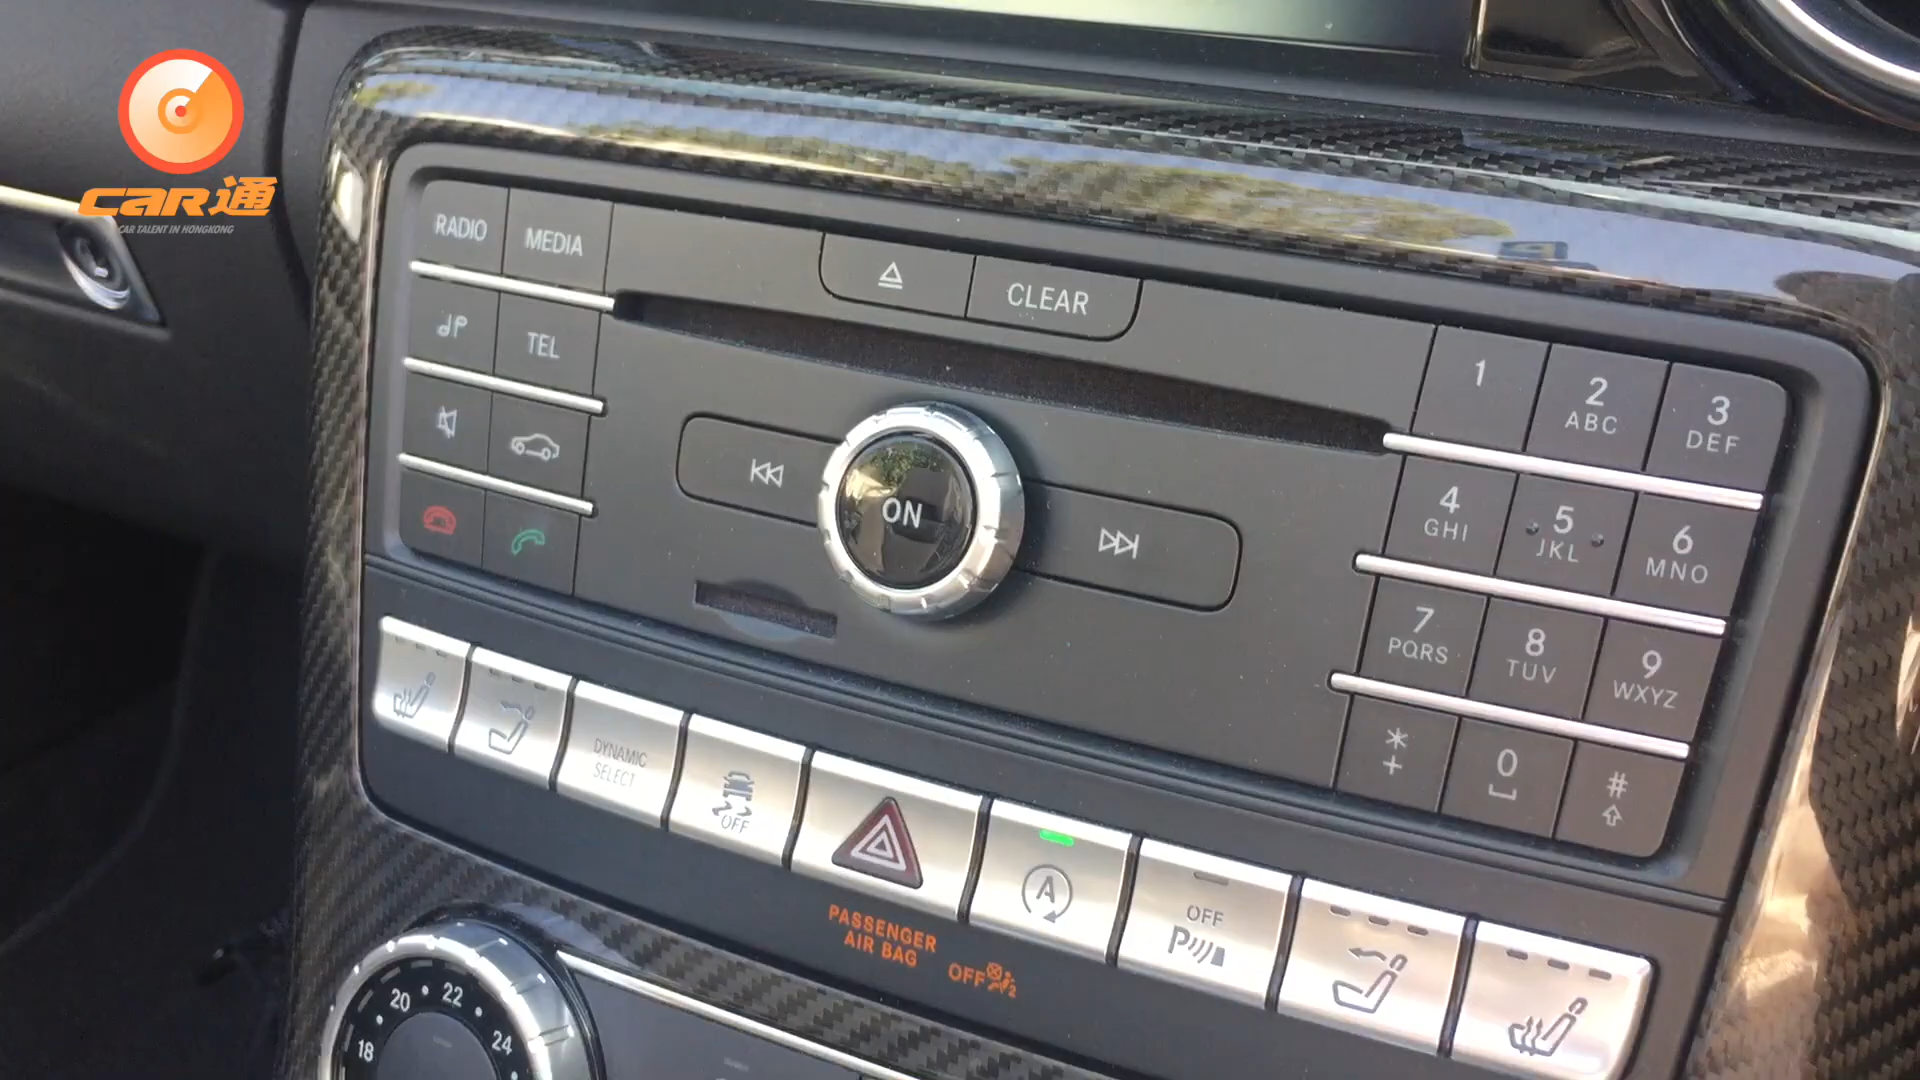 CAR通
CAR TALENT IN HONGKONG
RADIO
MEDIA
CLEAR
TEL
ON
1
2
ABC
3
DEF
4
GHI
5
JKL
6
MNO
7
PQRS
8
TUV
9
WXYZ
*
+
0
#
DYNAMIC
SELECT
OFF
A
OFF
P
PASSENGER
AIR BAG
OFF
2
18
20
22
24